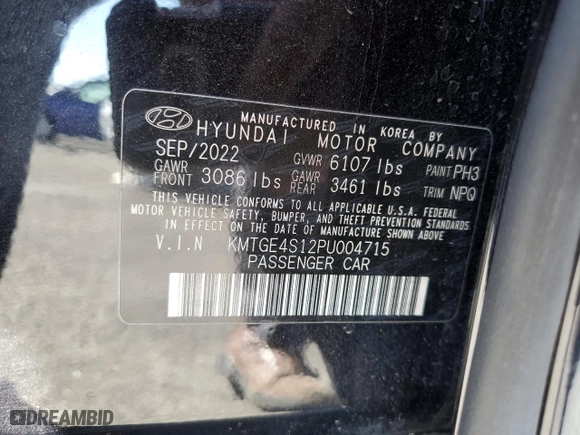 MANUFACTURED IN KOREA BY
HYUNDAI MOTOR COMPANY
SEP/2022 GVWR 6107 lbs PAINT PH3
GAWR FRONT 3086 lbs GAWR REAR 3461 lbs TRIM NPQ
THIS VEHICLE CONFORMS TO ALL APPLICABLE U.S.A. FEDERAL
MOTOR VEHICLE SAFETY, BUMPER, AND THEFT PREVENTION STANDARDS
IN EFFECT ON THE DATE OF MANUFACTURE SHOWN ABOVE.
V.I.N KMTGE4S12PU004715
PASSENGER CAR
DREAMBID